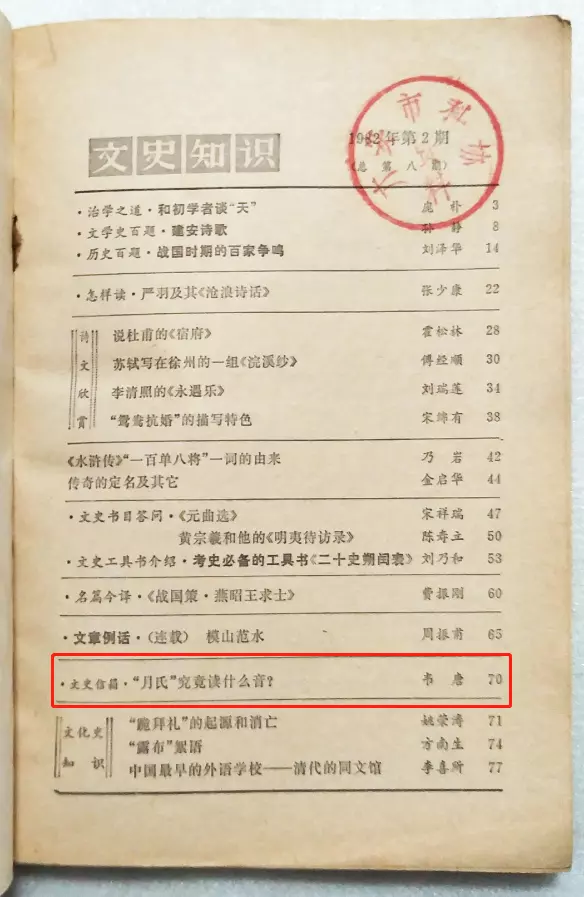 文史知识
1982年第2期
(总第八期)
·治学之道·和初学者谈“天” 庞朴 3
·文学史百题·建安诗歌 孙静 8
·历史百题·战国时期的百家争鸣 刘泽华 14
·怎样读·严羽及其《沧浪诗话》 张少康 22
诗文欣赏
说杜甫的《宿府》 霍松林 28
苏轼写在徐州的一组《浣溪纱》 傅经顺 30
李清照的《永遇乐》 刘瑞莲 34
“鸳鸯抗婚”的描写特色 宋绵有 38
《水浒传》“一百单八将”一词的由来 乃岩 42
传奇的定名及其它 金启华 44
·文史书目答问·《元曲选》 宋祥瑞 47
黄宗羲和他的《明夷待访录》 陈寿立 50
·文史工具书介绍·考史必备的工具书《二十史朔闰表》 刘乃和 53
·名篇今译·《战国策·燕昭王求士》 费振刚 60
·文章例话·(连载) 模山范水 周振甫 65
·文史信箱·“月氏”究竟读什么音? 韦唐 70
文化史知识
“跪拜礼”的起源和消亡 姚荣涛 71
“露布”絮语 方南生 74
中国最早的外语学校——清代的同文馆 李喜所 77
市科协